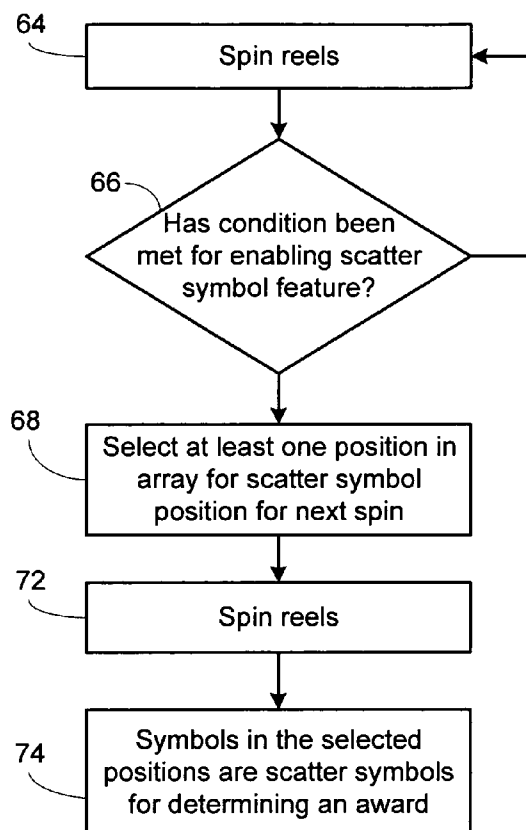 64
Spin reels
66
Has condition been
met for enabling scatter
symbol feature?
68
Select at least one position in
array for scatter symbol
position for next spin
72
Spin reels
74
Symbols in the selected
positions are scatter symbols
for determining an award